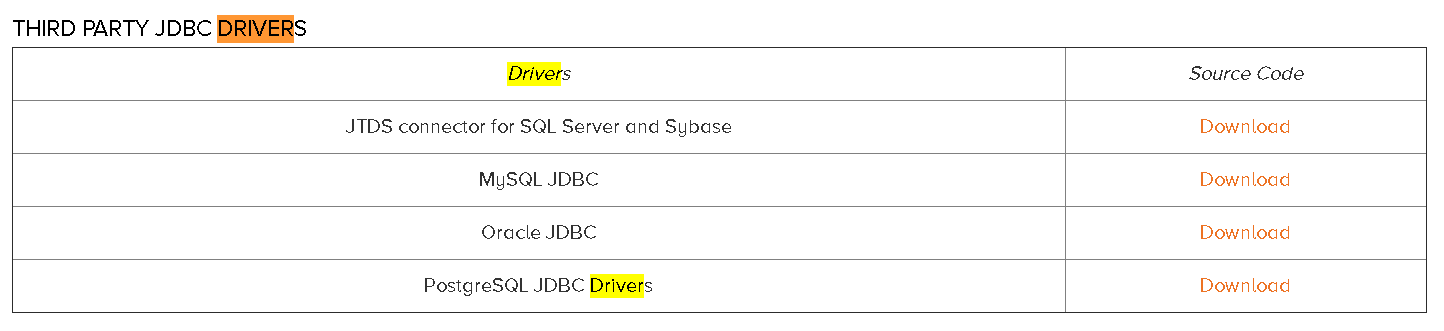 THIRD PARTY JDBC DRIVERS
Drivers Source Code
JTDS connector for SQL Server and Sybase Download
MySQL JDBC Download
Oracle JDBC Download
PostgreSQL JDBC Drivers Download